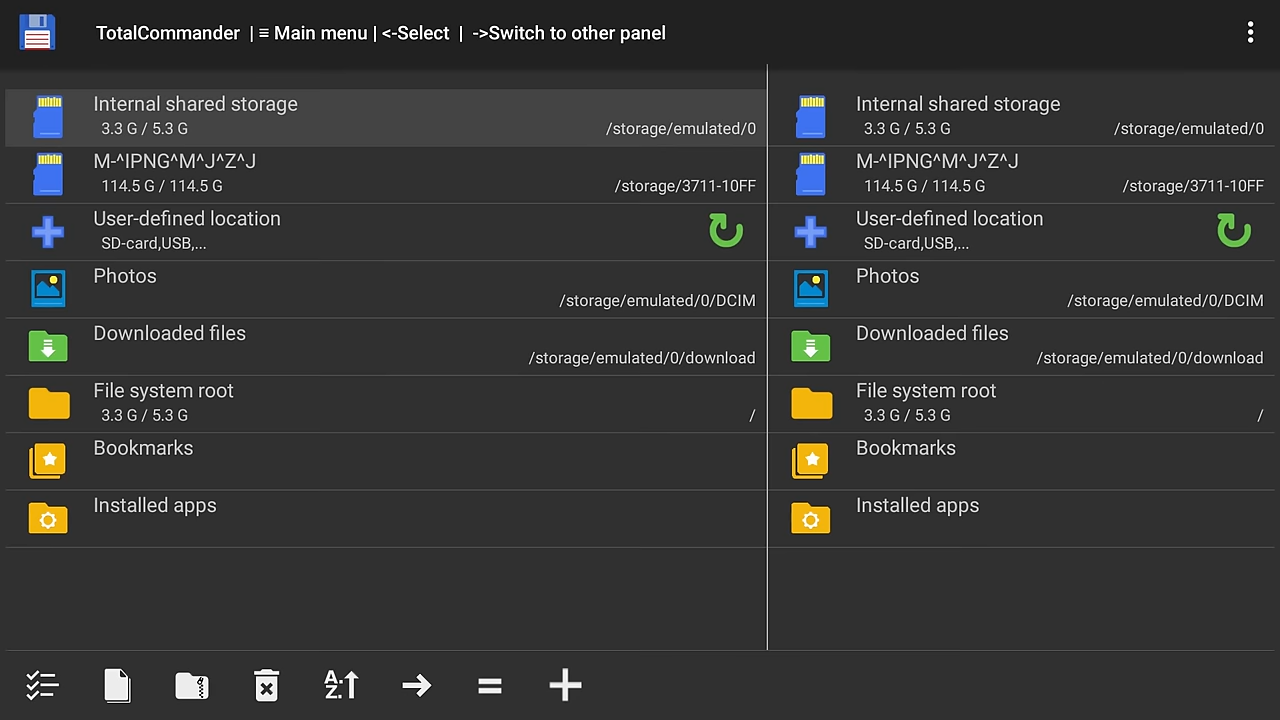 TotalCommander | ≡ Main menu | <-Select | ->Switch to other panel
Internal shared storage
3.3 G / 5.3 G /storage/emulated/0
M-^IPNG^M^J^Z^J
114.5 G / 114.5 G /storage/3711-10FF
User-defined location
SD-card,USB,...
Photos
/storage/emulated/0/DCIM
Downloaded files
/storage/emulated/0/download
File system root
3.3 G / 5.3 G /
Bookmarks
Installed apps
Internal shared storage
3.3 G / 5.3 G /storage/emulated/0
M-^IPNG^M^J^Z^J
114.5 G / 114.5 G /storage/3711-10FF
User-defined location
SD-card,USB,...
Photos
/storage/emulated/0/DCIM
Downloaded files
/storage/emulated/0/download
File system root
3.3 G / 5.3 G /
Bookmarks
Installed apps
A.
Z.
=
+